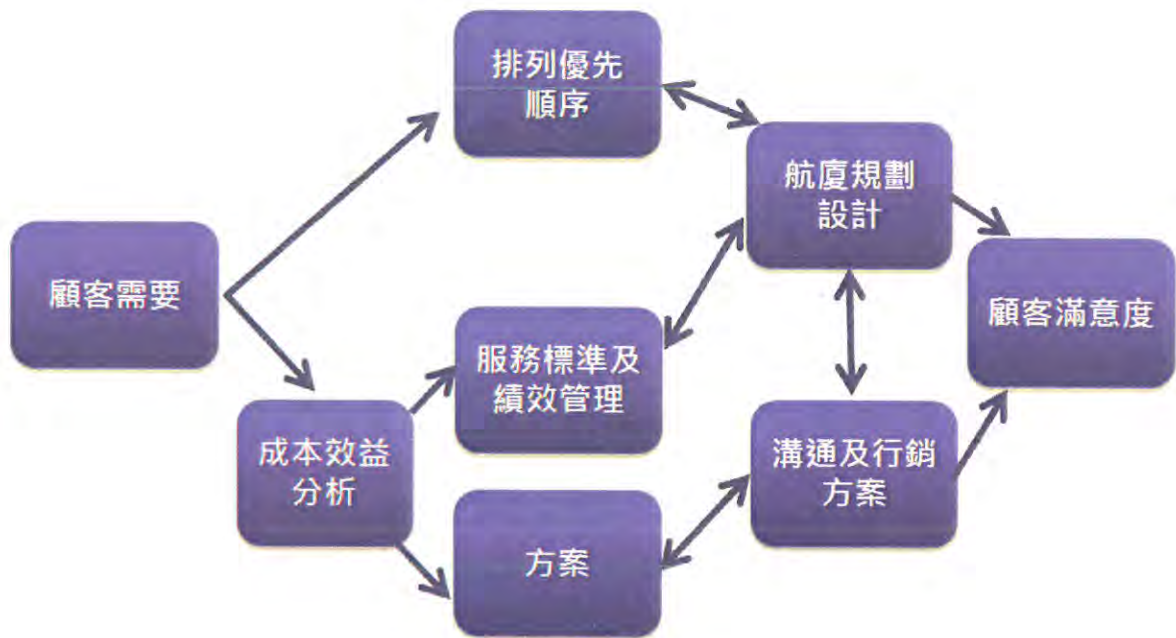 排列優先
順序
航廈規劃
設計
顧客需要
顧客滿意度
服務標準及
績效管理
成本效益
分析
溝通及行銷
方案
方案